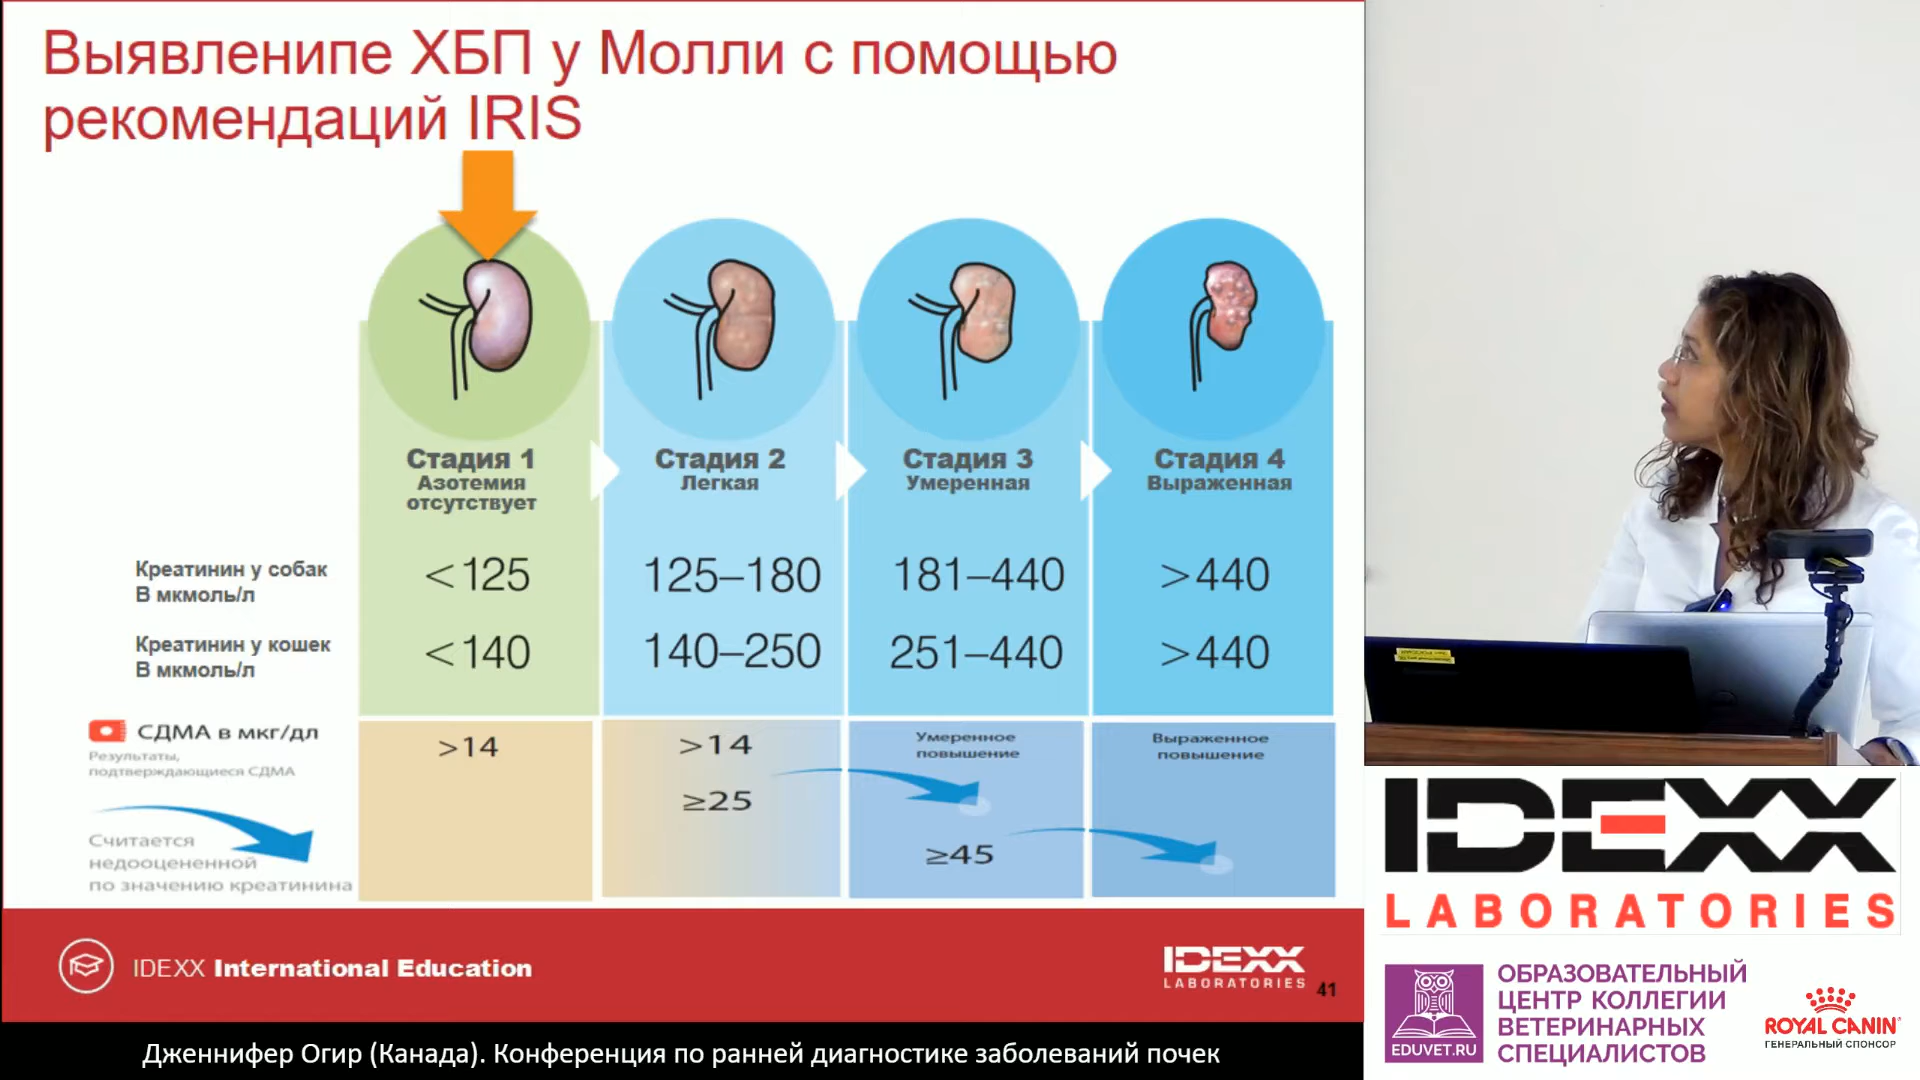 Выявленипе ХБП у Молли с помощью
рекомендаций IRIS
Стадия 1
Азотемия
отсутствует
Стадия 2
Легкая
Стадия 3
Умеренная
Стадия 4
Выраженная
Креатинин у собак
В мкмоль/л
<125
125–180
181–440
>440
Креатинин у кошек
В мкмоль/л
<140
140–250
251–440
>440
СДМА в мкг/дл
Результаты,
подтверждающиеся СДМА
>14
>14
≥25
Умеренное
повышение
≥45
Выраженное
повышение
Считается
недооцененной
по значению креатинина
IDEXX International Education
IDEXX
LABORATORIES
41
Дженнифер Огир (Канада). Конференция по ранней диагностике заболеваний почек
IDEXX
LABORATORIES
EDUVET.RU
ОБРАЗОВАТЕЛЬНЫЙ
ЦЕНТР КОЛЛЕГИИ
ВЕТЕРИНАРНЫХ
СПЕЦИАЛИСТОВ
ROYAL CANIN
ГЕНЕРАЛЬНЫЙ СПОНСОР